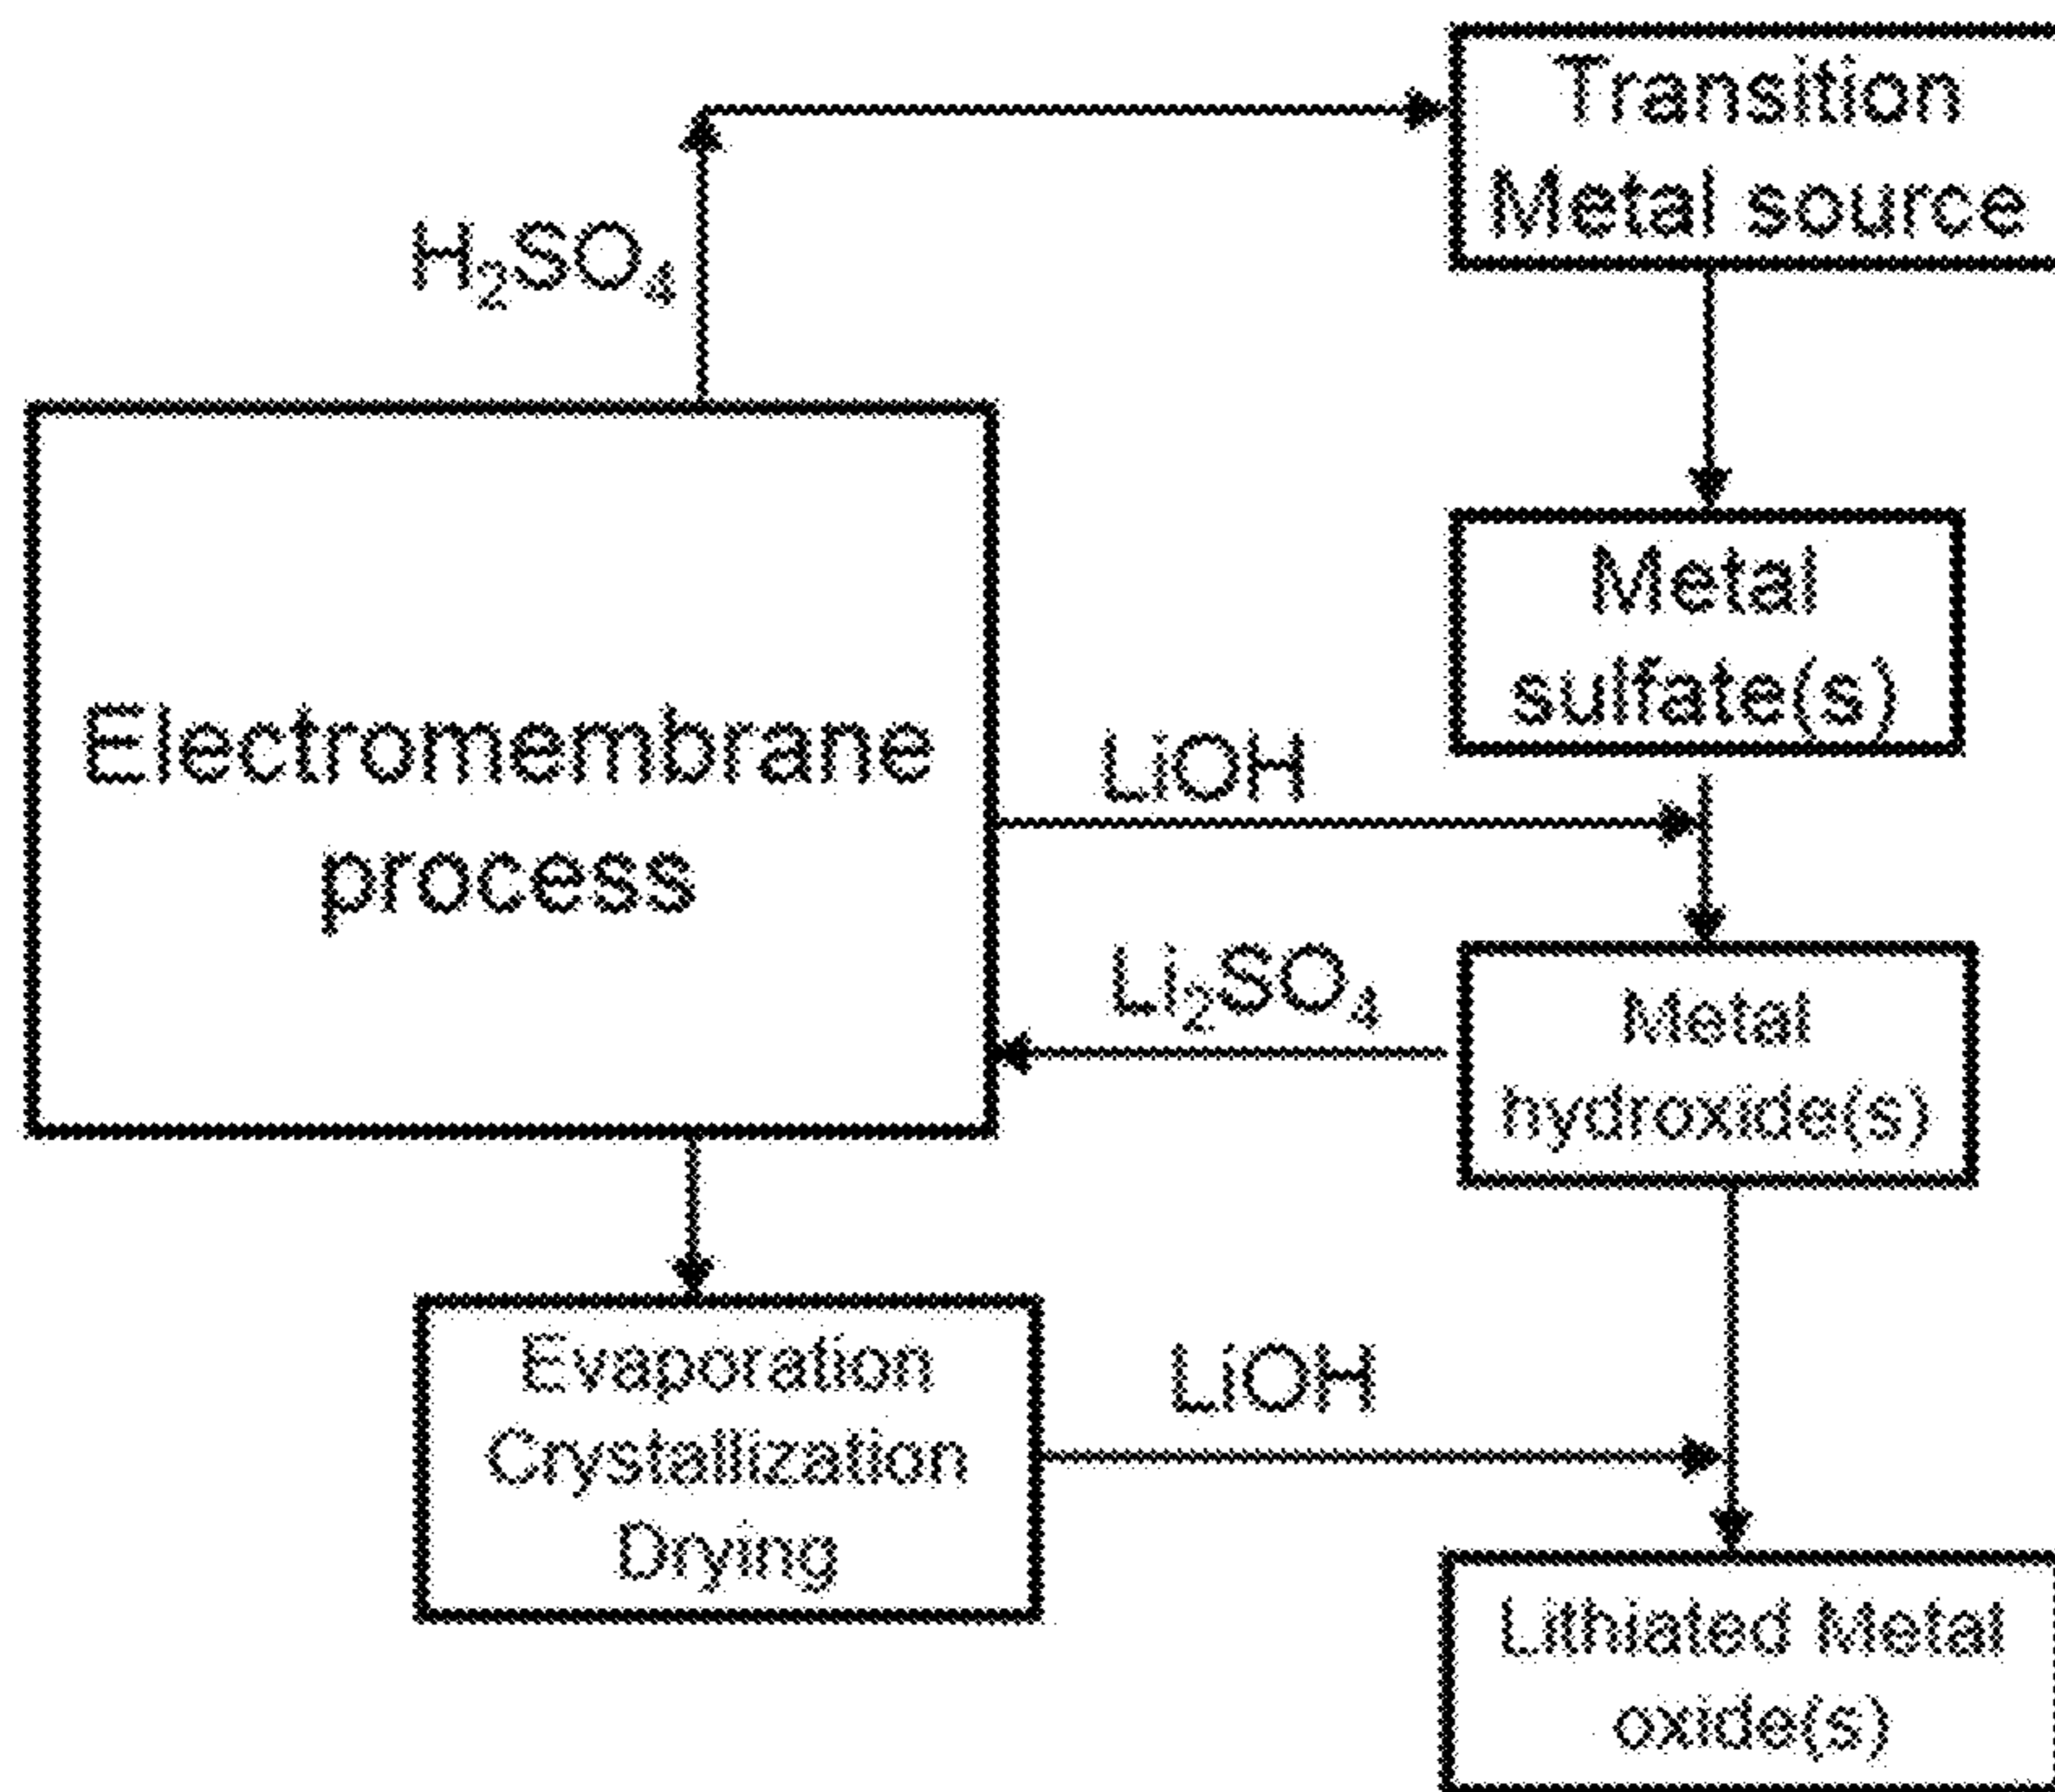 Transition
Metal source
H₂SO₄
Metal
sulfate(s)
Electromembrane
process
LiOH
Li₂SO₄
Metal
hydroxide(s)
Evaporation
Crystallization
Drying
LiOH
Lithiated Metal
oxide(s)